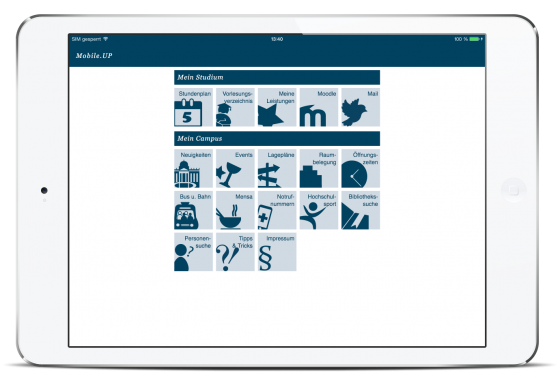 SIM gesperrt 13:40 100 %
Mobile.UP
Mein Studium
Stundenplan Vorlesungs- Meine Moodle Mail
verzeichnis Leistungen
5 m
Mein Campus
Neuigkeiten Events Lagepläne Raum- Öffnungs-
belegung zeiten
Bus u. Bahn Mensa Notruf- Hochschul- Bibliotheks-
nummern sport suche
Personen- Tipps Impressum
suche & Tricks
? ?! §